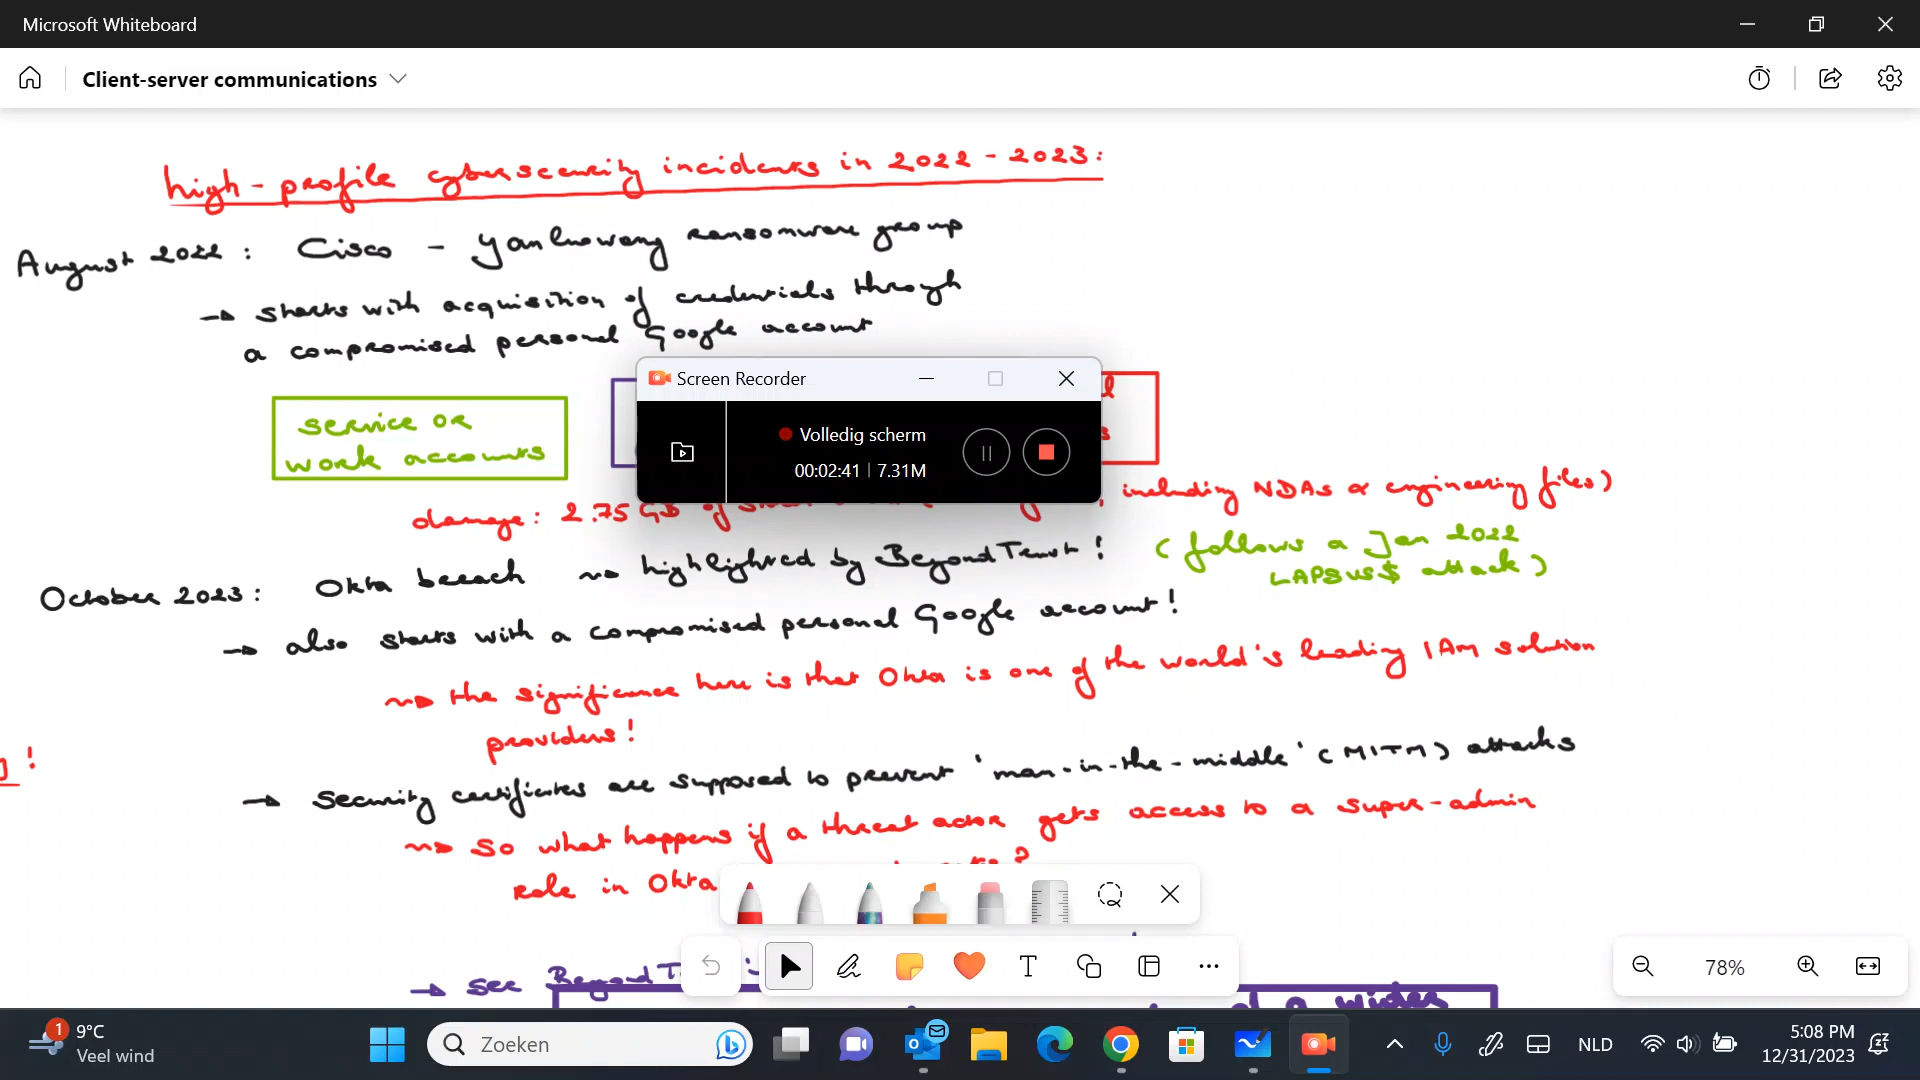 Microsoft Whiteboard
Client-server communications
high-profile cybersecurity incidents in 2022 - 2023:
August 2022 : Cisco - Yanluowang ransomware group
→ starts with acquisition of credentials through
a compromised personal Google account
service or
work accounts
Screen Recorder
Volledig scherm
00:02:41 | 7.31M
damage: 2.75 GB of including NDAs & engineering files)
October 2023 : Okta breach ~> highlighted by BeyondTrust !
(follows a Jan 2022
LAPSUS$ attack)
→ also starts with a compromised personal Google account !
~> the significance here is that Okta is one of the world's leading IAM solution
providers !
→ security certificates are supposed to prevent 'man-in-the-middle' (MITM) attacks
~> so what happens if a threat actor gets access to a super-admin
role in Okta
→ see BeyondT
78%
1
9°C
Veel wind
Zoeken
NLD
5:08 PM
12/31/2023